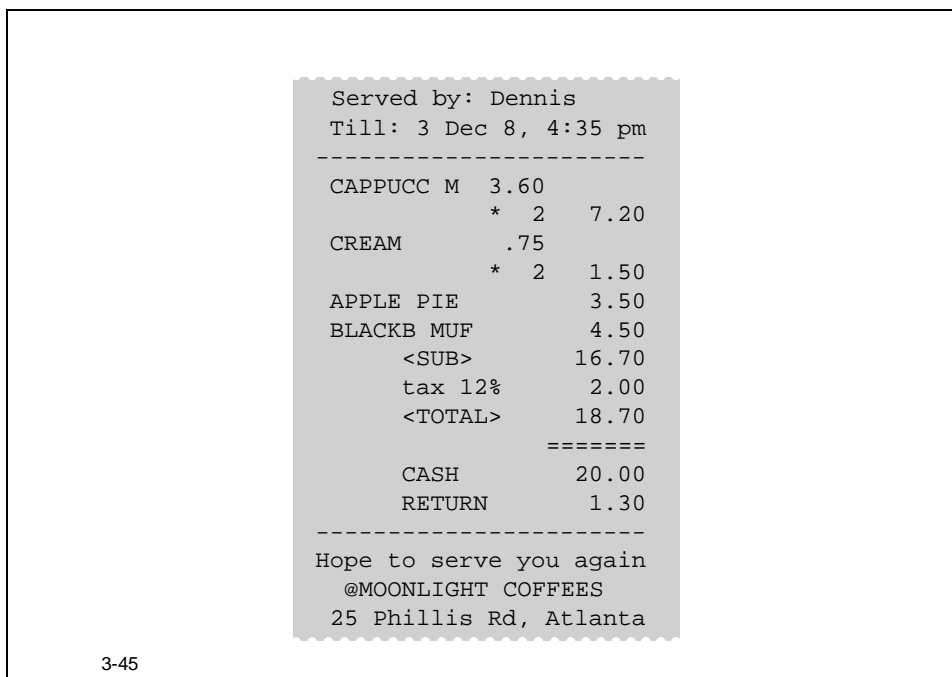 Served by: Dennis
Till: 3 Dec 8, 4:35 pm
-----------------------
CAPPUCC M  3.60
* 2  7.20
CREAM  .75
* 2  1.50
APPLE PIE  3.50
BLACKB MUF  4.50
<SUB>  16.70
tax 12%  2.00
<TOTAL>  18.70
=======
CASH  20.00
RETURN  1.30
-----------------------
Hope to serve you again
@MOONLIGHT COFFEES
25 Phillis Rd, Atlanta
3-45